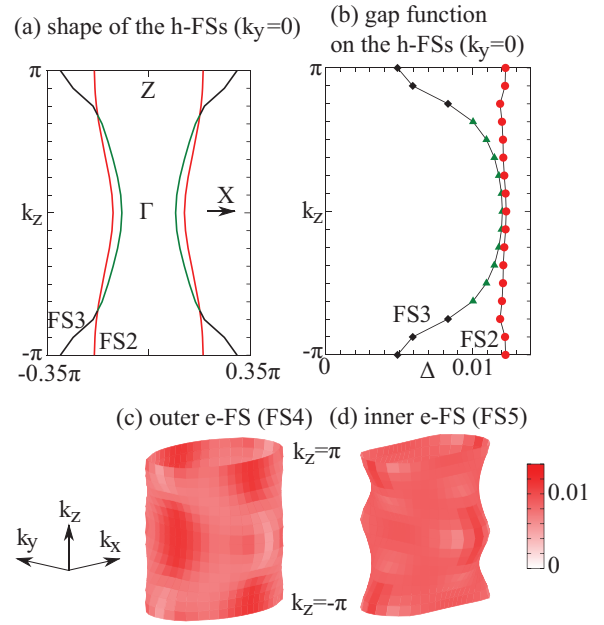 (a) shape of the h-FSs (ky=0)
(b) gap function
on the h-FSs (ky=0)
π
Z
kz
Γ
X
FS3
FS2
-π
-0.35π
0.35π
π
kz
FS3
FS2
-π
0
Δ
0.01
(c) outer e-FS (FS4)
(d) inner e-FS (FS5)
kz=π
kz
ky
kx
kz=-π
0.01
0